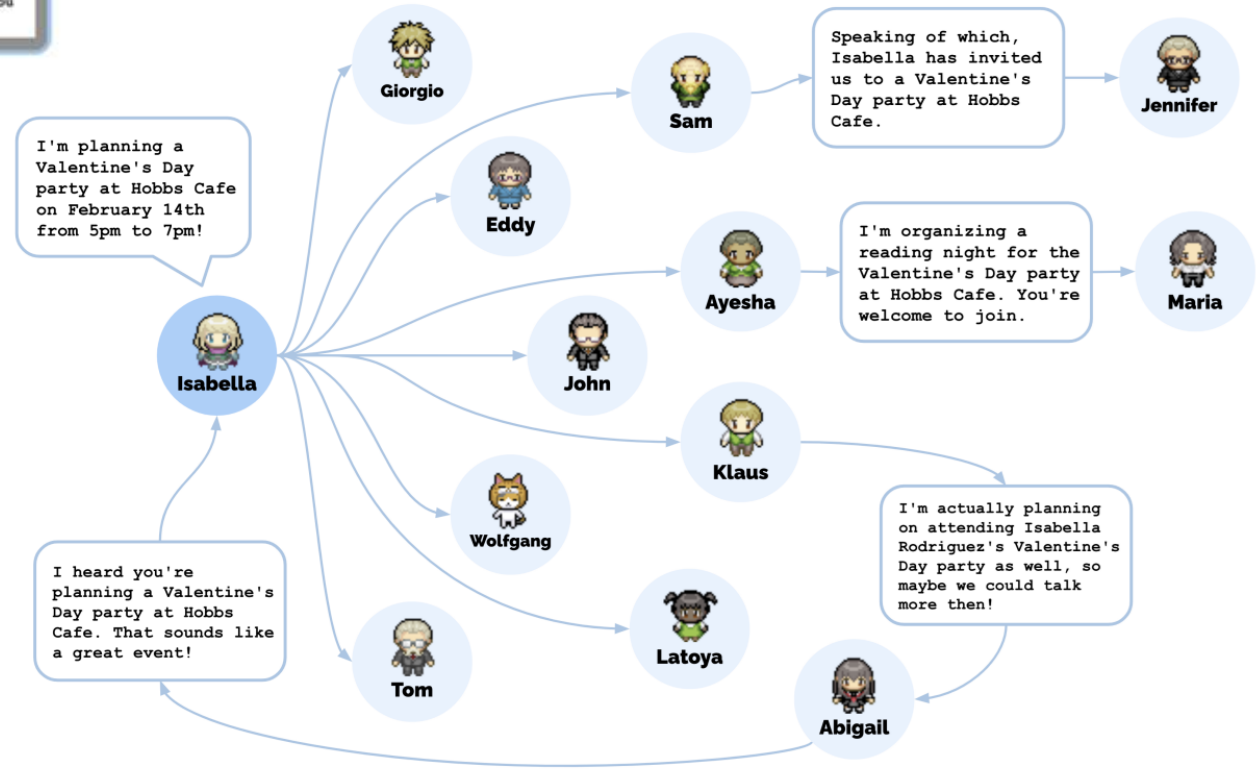 Giorgio
Sam
Speaking of which,
Isabella has invited
us to a Valentine's
Day party at Hobbs
Cafe.
Jennifer
I'm planning a
Valentine's Day
party at Hobbs Cafe
on February 14th
from 5pm to 7pm!
Eddy
Ayesha
I'm organizing a
reading night for the
Valentine's Day party
at Hobbs Cafe. You're
welcome to join.
Maria
Isabella
John
Klaus
I'm actually planning
on attending Isabella
Rodriguez's Valentine's
Day party as well, so
maybe we could talk
more then!
Wolfgang
I heard you're
planning a Valentine's
Day party at Hobbs
Cafe. That sounds like
a great event!
Latoya
Tom
Abigail